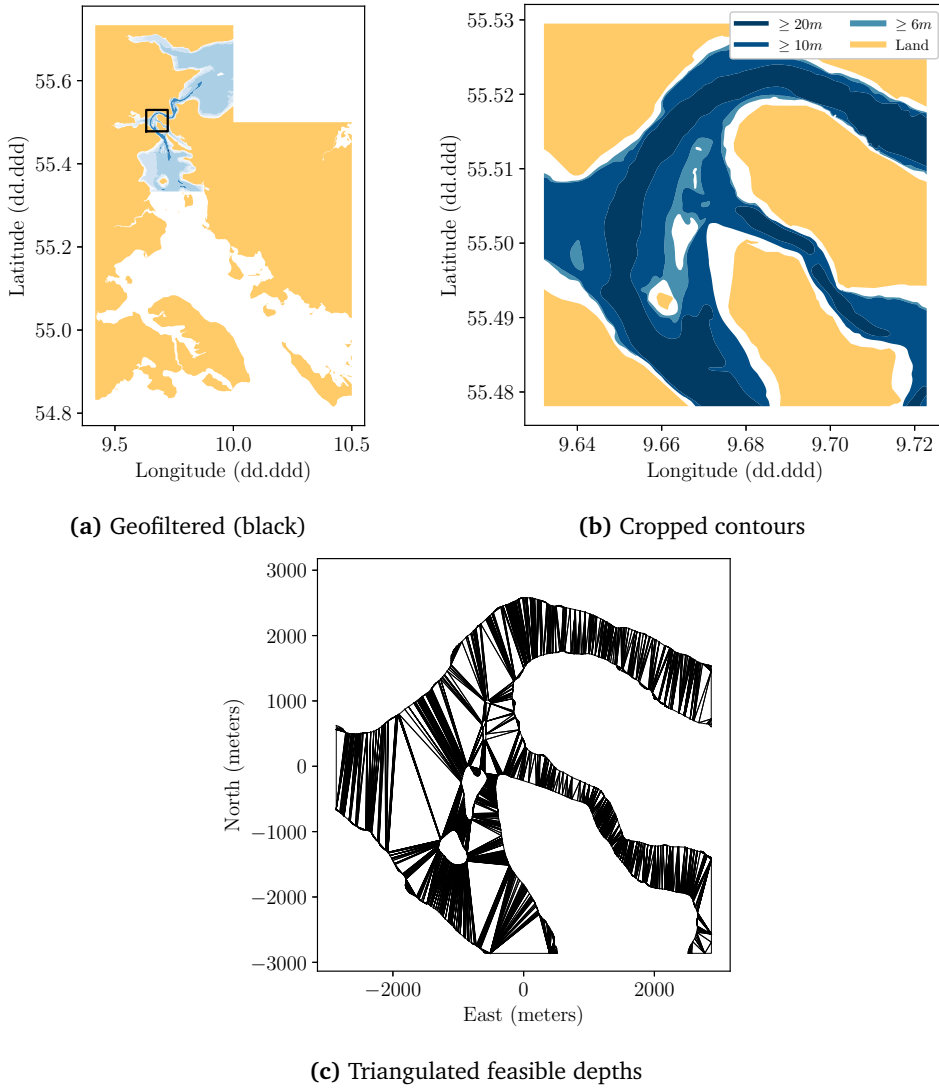 55.6
55.4
55.2
55.0
54.8
Latitude (dd.ddd)
9.5 10.0 10.5
Longitude (dd.ddd)
(a) Geofiltered (black)
≥ 20m ≥ 6m
≥ 10m Land
55.53
55.52
55.51
55.50
55.49
55.48
Latitude (dd.ddd)
9.64 9.66 9.68 9.70 9.72
Longitude (dd.ddd)
(b) Cropped contours
3000
2000
1000
0
−1000
−2000
−3000
North (meters)
−2000 0 2000
East (meters)
(c) Triangulated feasible depths